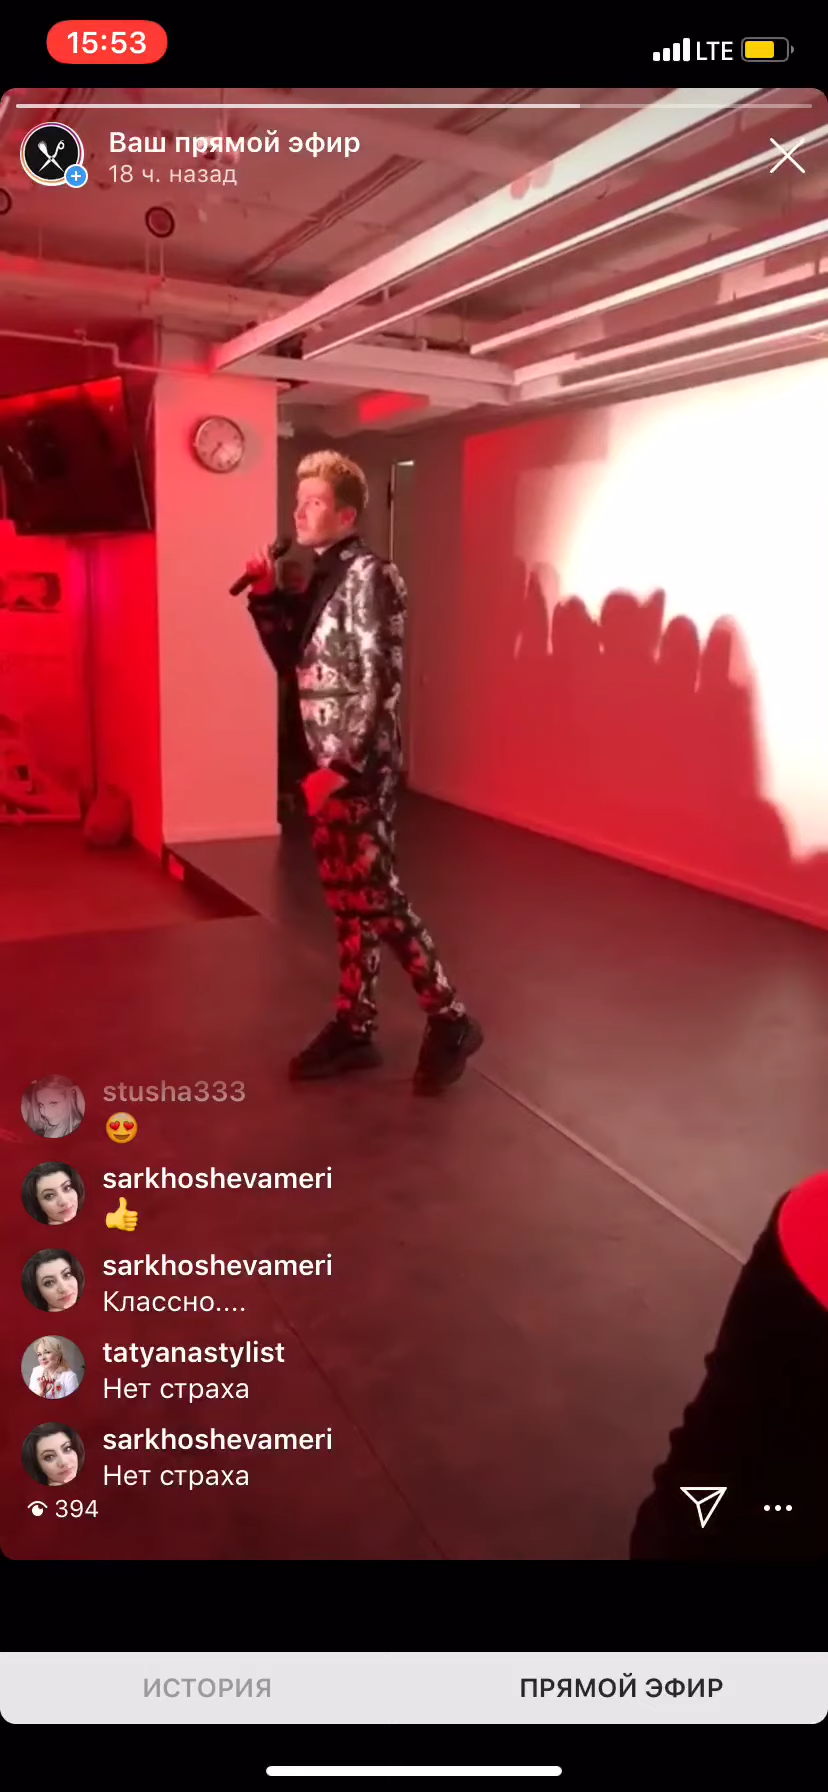 15:53
LTE
Ваш прямой эфир
18 ч. назад
stusha333
😍
sarkhoshevameri
👍
sarkhoshevameri
Классно....
tatyanastylist
Нет страха
sarkhoshevameri
Нет страха
394
ИСТОРИЯ
ПРЯМОЙ ЭФИР